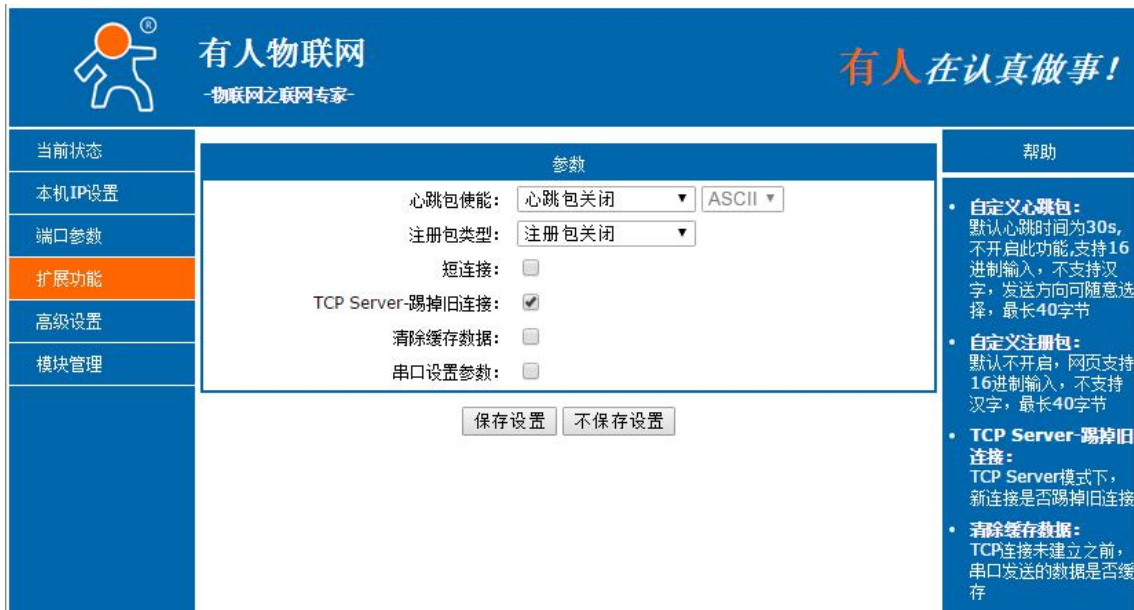 ®
有人物联网
-物联网之联网专家-
有人在认真做事！
当前状态
本机IP设置
端口参数
扩展功能
高级设置
模块管理
参数
心跳包使能： 心跳包关闭 ASCII
注册包类型： 注册包关闭
短连接：
TCP Server-踢掉旧连接：
清除缓存数据：
串口设置参数：
保存设置 不保存设置
帮助
• 自定义心跳包：
默认心跳时间为30s,
不开启此功能,支持16
进制输入，不支持汉
字，发送方向可随意选
择，最长40字节
• 自定义注册包：
默认不开启，网页支持
16进制输入，不支持
汉字，最长40字节
• TCP Server-踢掉旧
连接：
TCP Server模式下，
新连接是否踢掉旧连接
• 清除缓存数据：
TCP连接未建立之前，
串口发送的数据是否缓
存